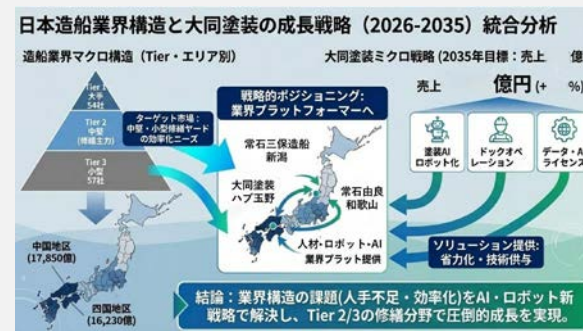 日本造船業界構造と大同塗装の成長戦略（2026-2035）統合分析
造船業界マクロ構造（Tier・エリア別）
大同塗装ミクロ戦略（2035年目標：売上 億
Tier 1
大手
54社
Tier 2
中堅
(修繕主力)
Tier 3
小型
57社
ターゲット市場：
中堅・小型修繕ヤードの
効率化ニーズ
中国地区
(17,850億)
四国地区
(16,230億)
戦略的ポジショニング:
業界プラットフォーマーへ
常石三保造船
新潟
大同塗装
ハブ玉野
常石由良
和歌山
人材・ロボット・AI
業界プラット提供
売上 億円 (+ %)
塗装AI
ロボット化
ドックオペ
レーション
データ・AI
ライセンス
ソリューション提供:
省力化・技術供与
結論：業界構造の課題(人手不足・効率化)をAI・ロボット新
戦略で解決し、Tier 2/3の修繕分野で圧倒的成長を実現。